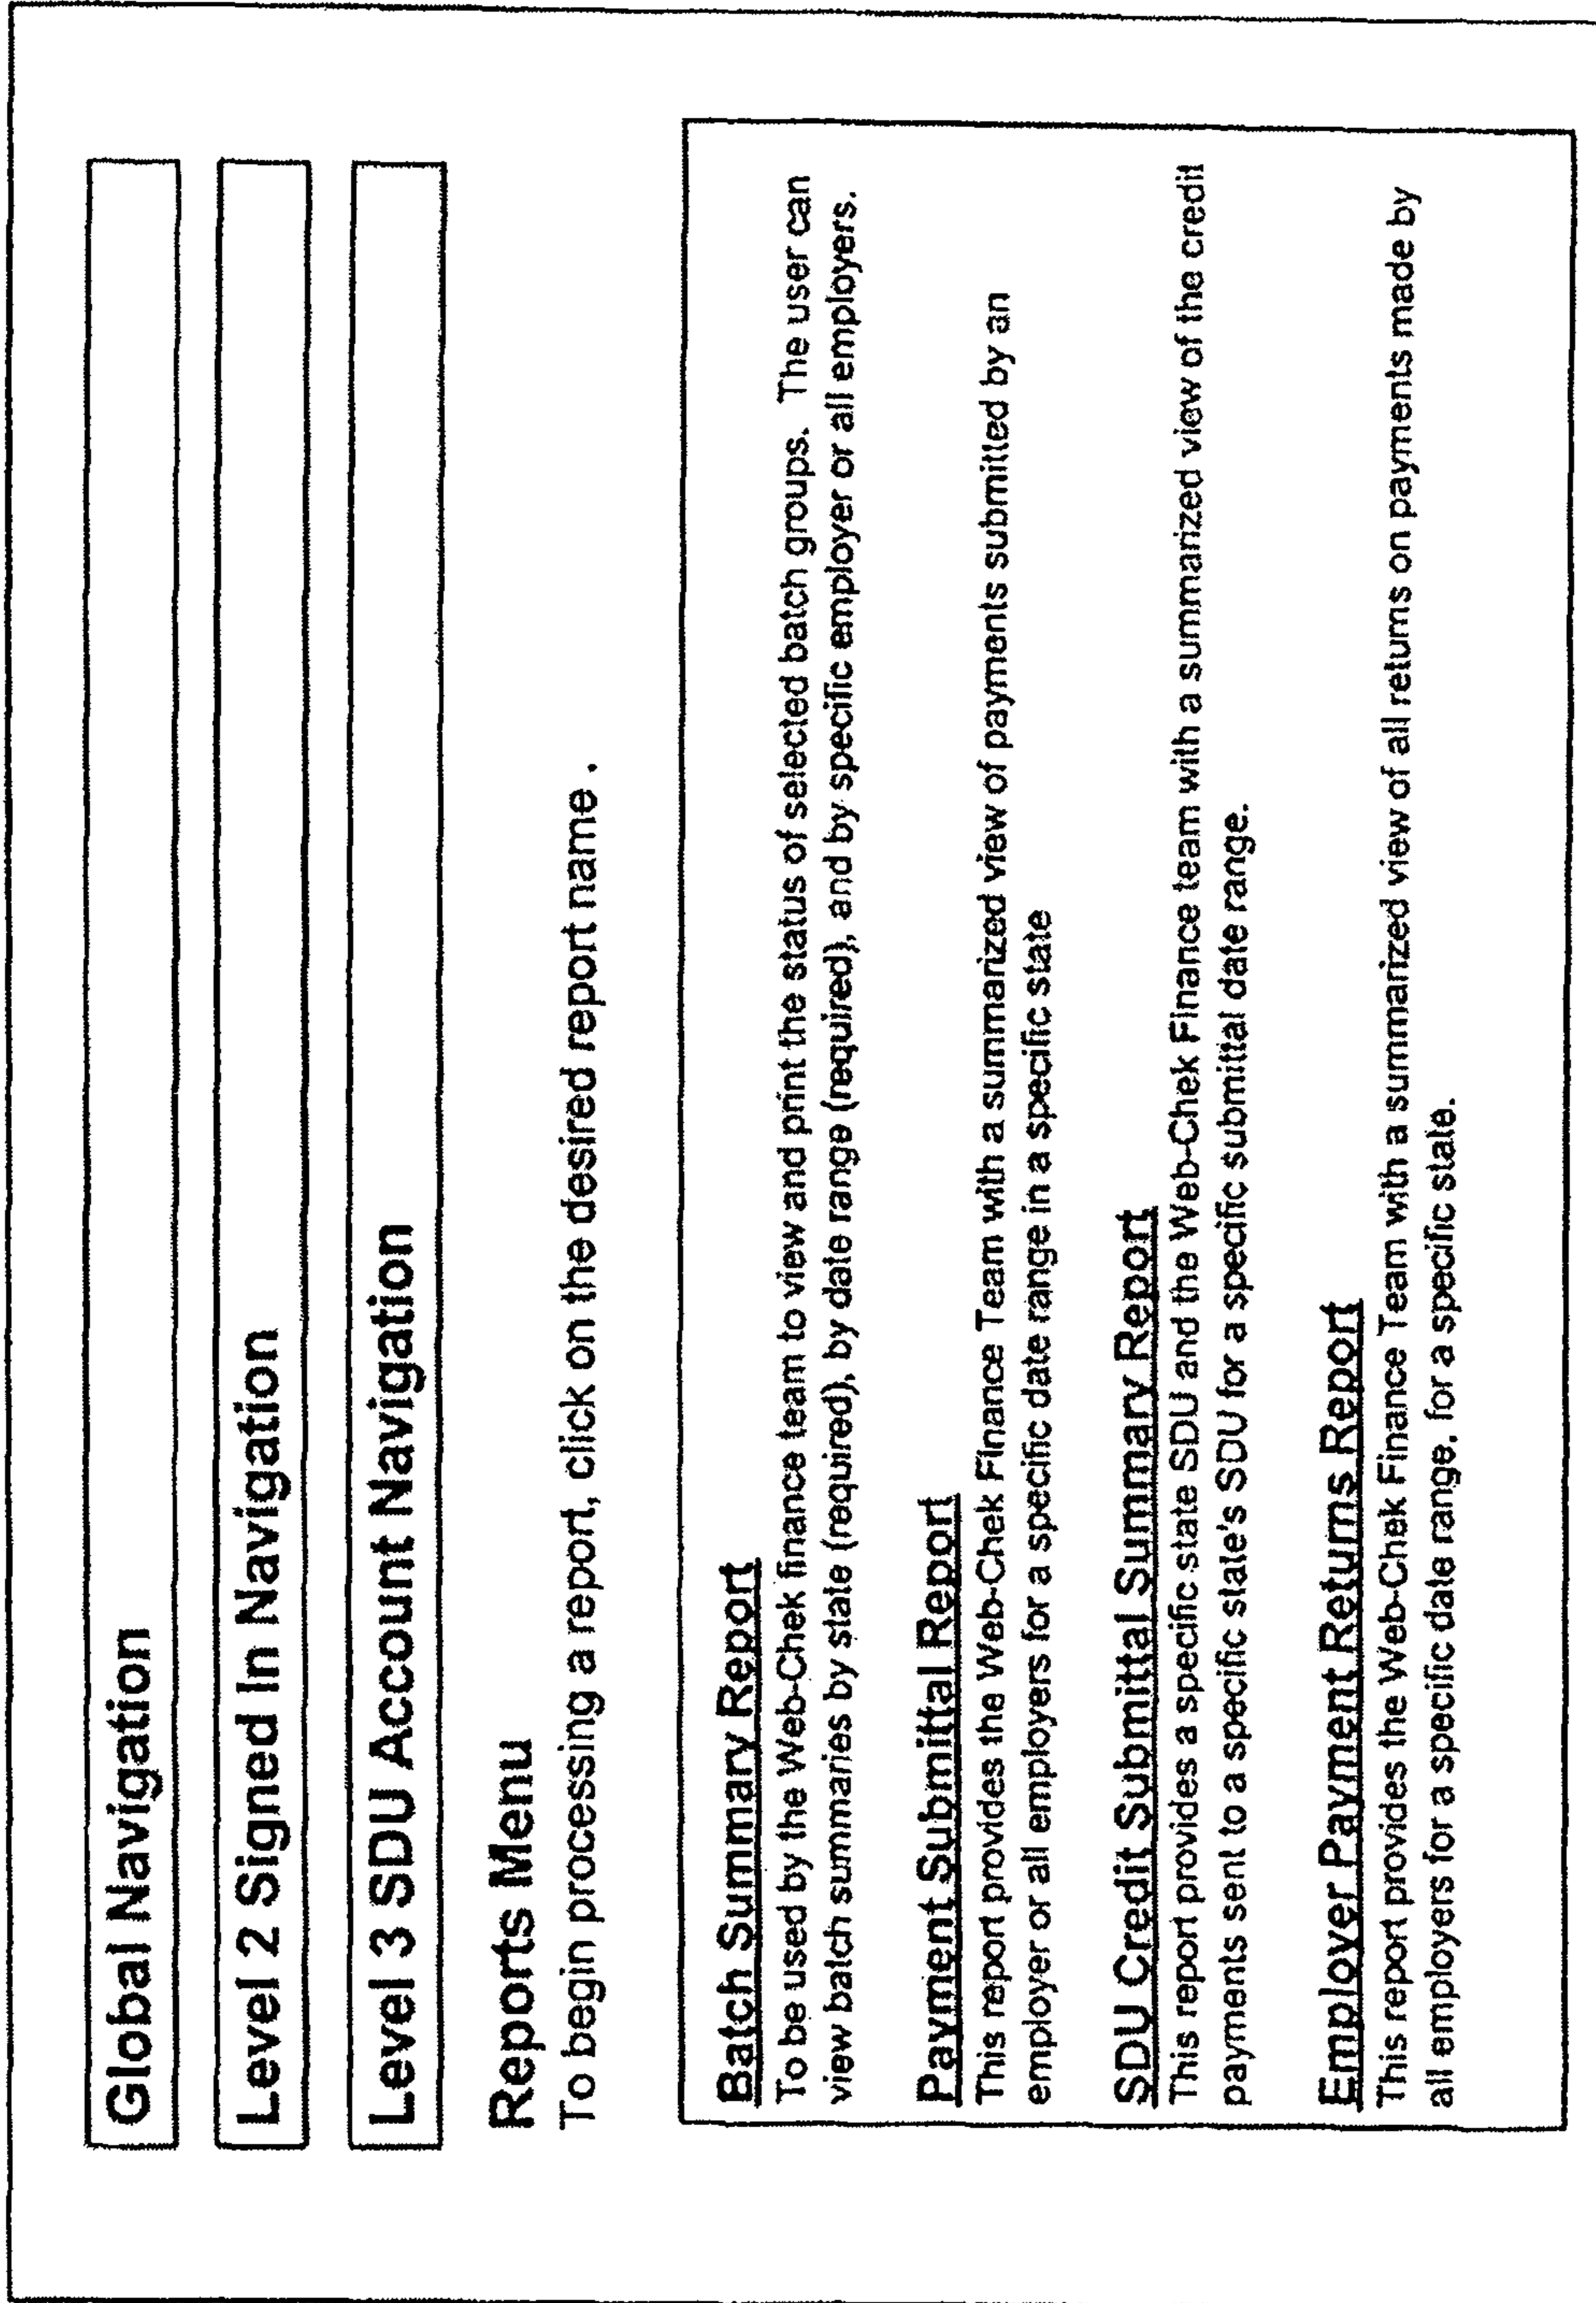 Global Navigation
Level 2 Signed In Navigation
Level 3 SDU Account Navigation
Reports Menu
To begin processing a report, click on the desired report name .
Batch Summary Report
To be used by the Web-Chek finance team to view and print the status of selected batch groups. The user can
view batch summaries by state (required), by date range (required), and by specific employer or all employers.
Payment Submittal Report
This report provides the Web-Chek Finance Team with a summarized view of payments submitted by an
employer or all employers for a specific date range in a specific state
SDU Credit Submittal Summary Report
This report provides a specific state SDU and the Web-Chek Finance team with a summarized view of the credit
payments sent to a specific state's SDU for a specific submittal date range.
Employer Payment Returns Report
This report provides the Web-Chek Finance Team with a summarized view of all returns on payments made by
all employers for a specific date range, for a specific state.